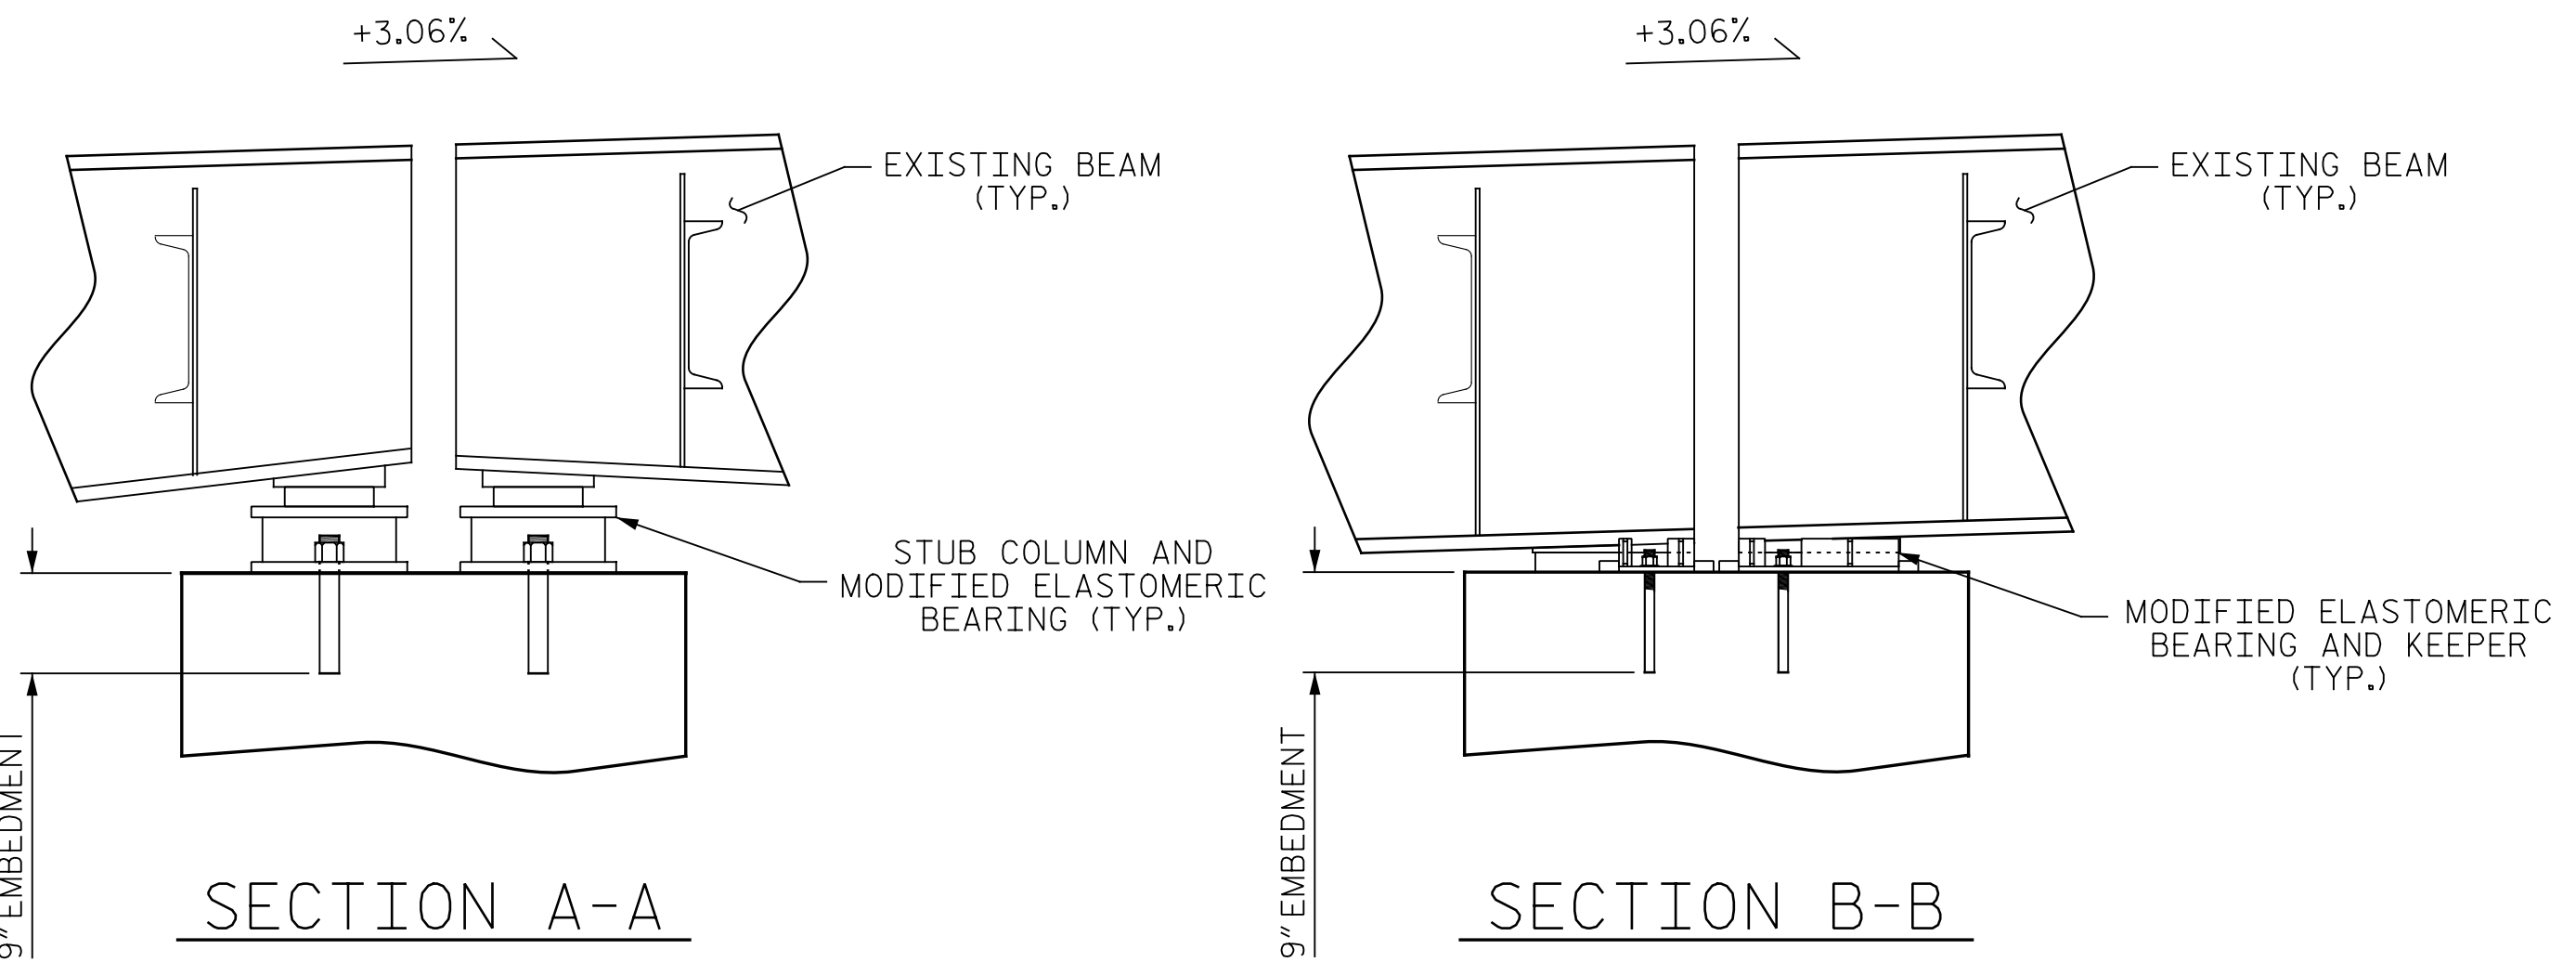 +3.06%
EXISTING BEAM
(TYP.)
STUB COLUMN AND
MODIFIED ELASTOMERIC
BEARING (TYP.)
9" EMBEDMENT
SECTION A-A
+3.06%
EXISTING BEAM
(TYP.)
MODIFIED ELASTOMERIC
BEARING AND KEEPER
(TYP.)
9" EMBEDMENT
SECTION B-B